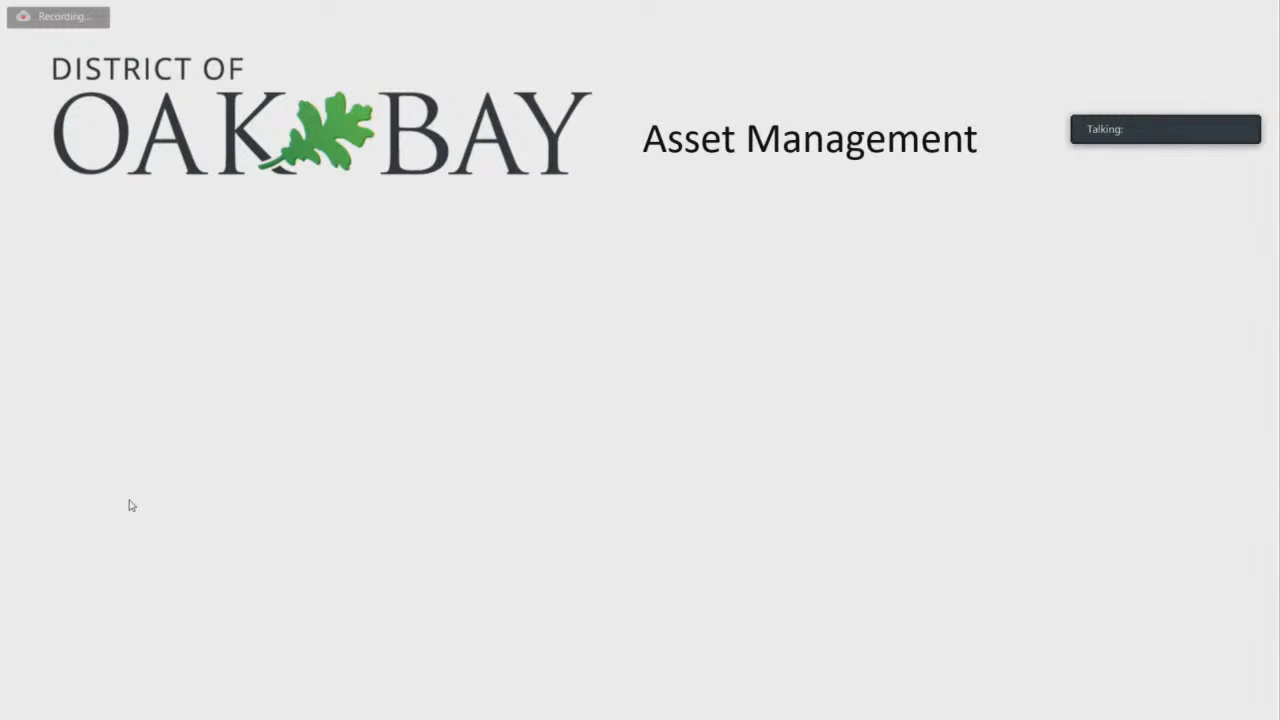 Recording...
DISTRICT OF
OAK BAY
Asset Management
Talking: